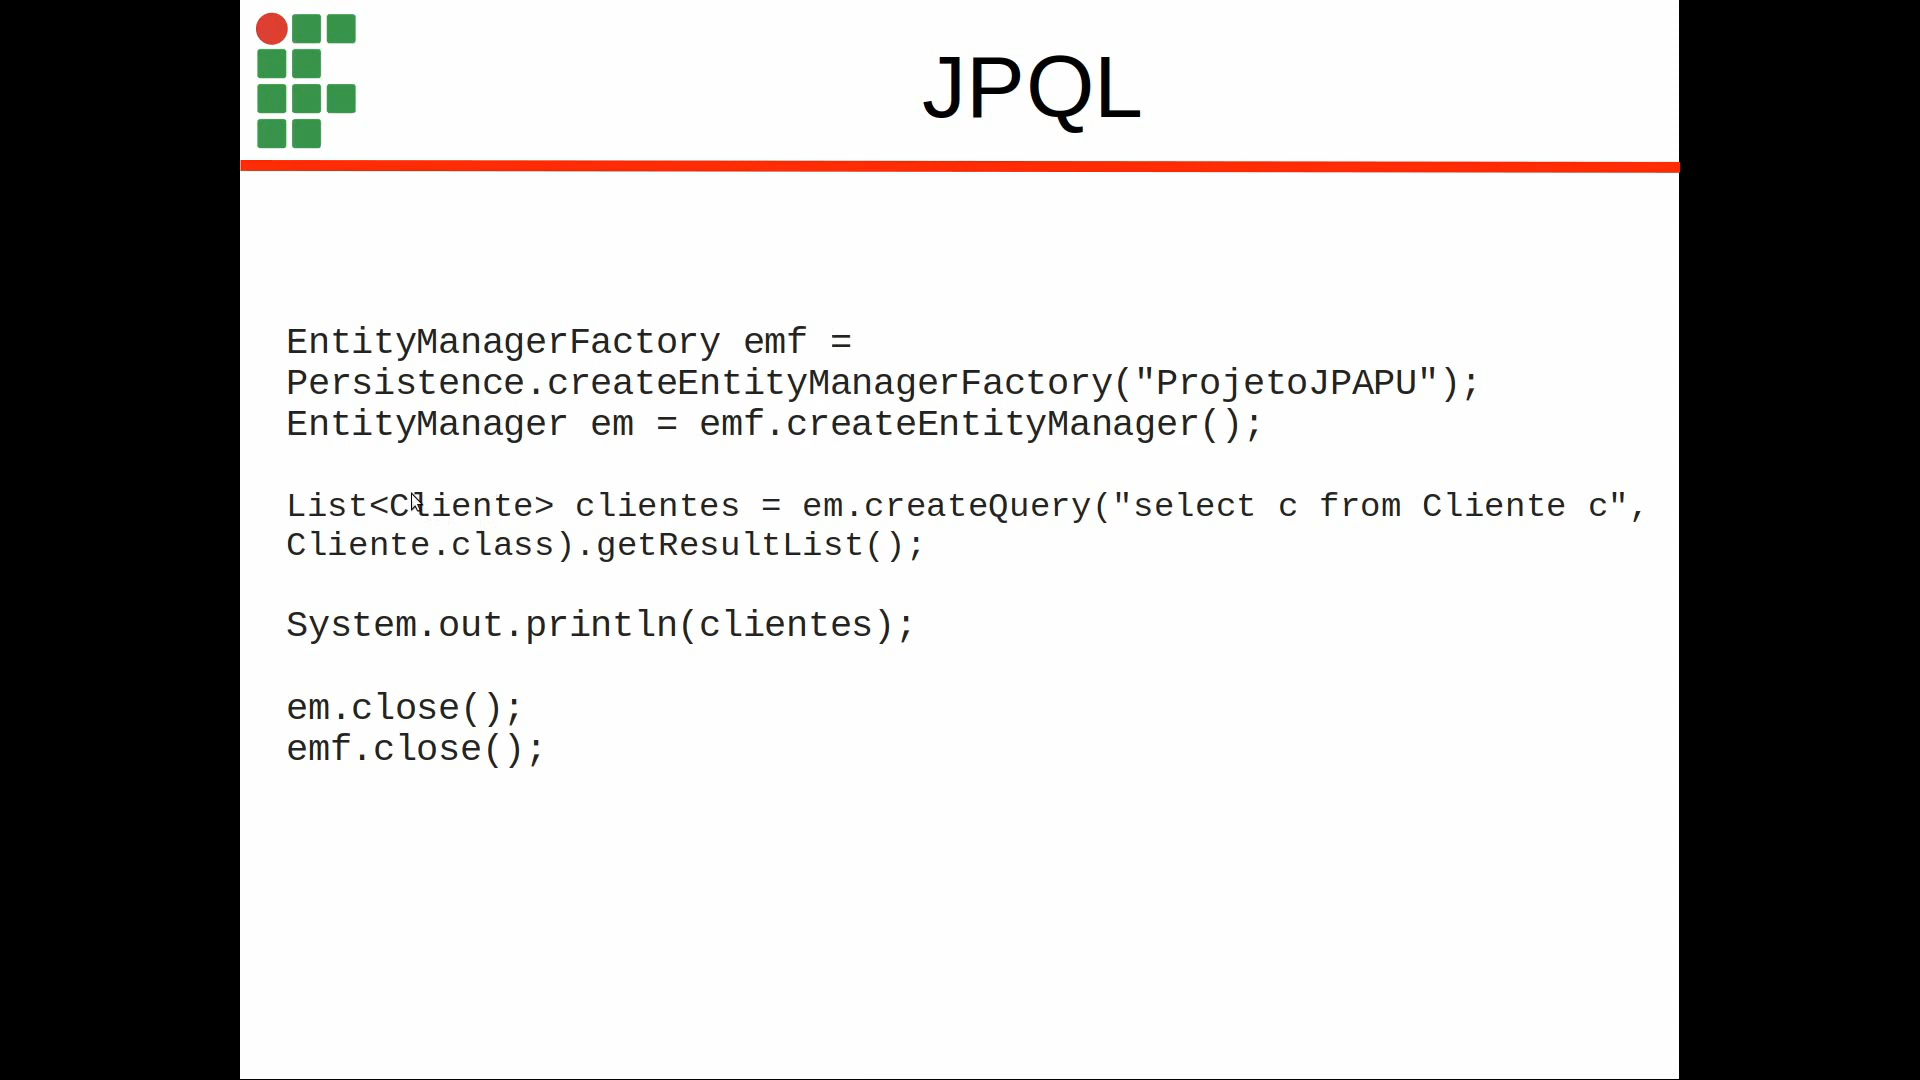 JPQL
EntityManagerFactory emf =
Persistence.createEntityManagerFactory("ProjetoJPAPU");
EntityManager em = emf.createEntityManager();
List<Cliente> clientes = em.createQuery("select c from Cliente c",
Cliente.class).getResultList();
System.out.println(clientes);
em.close();
emf.close();